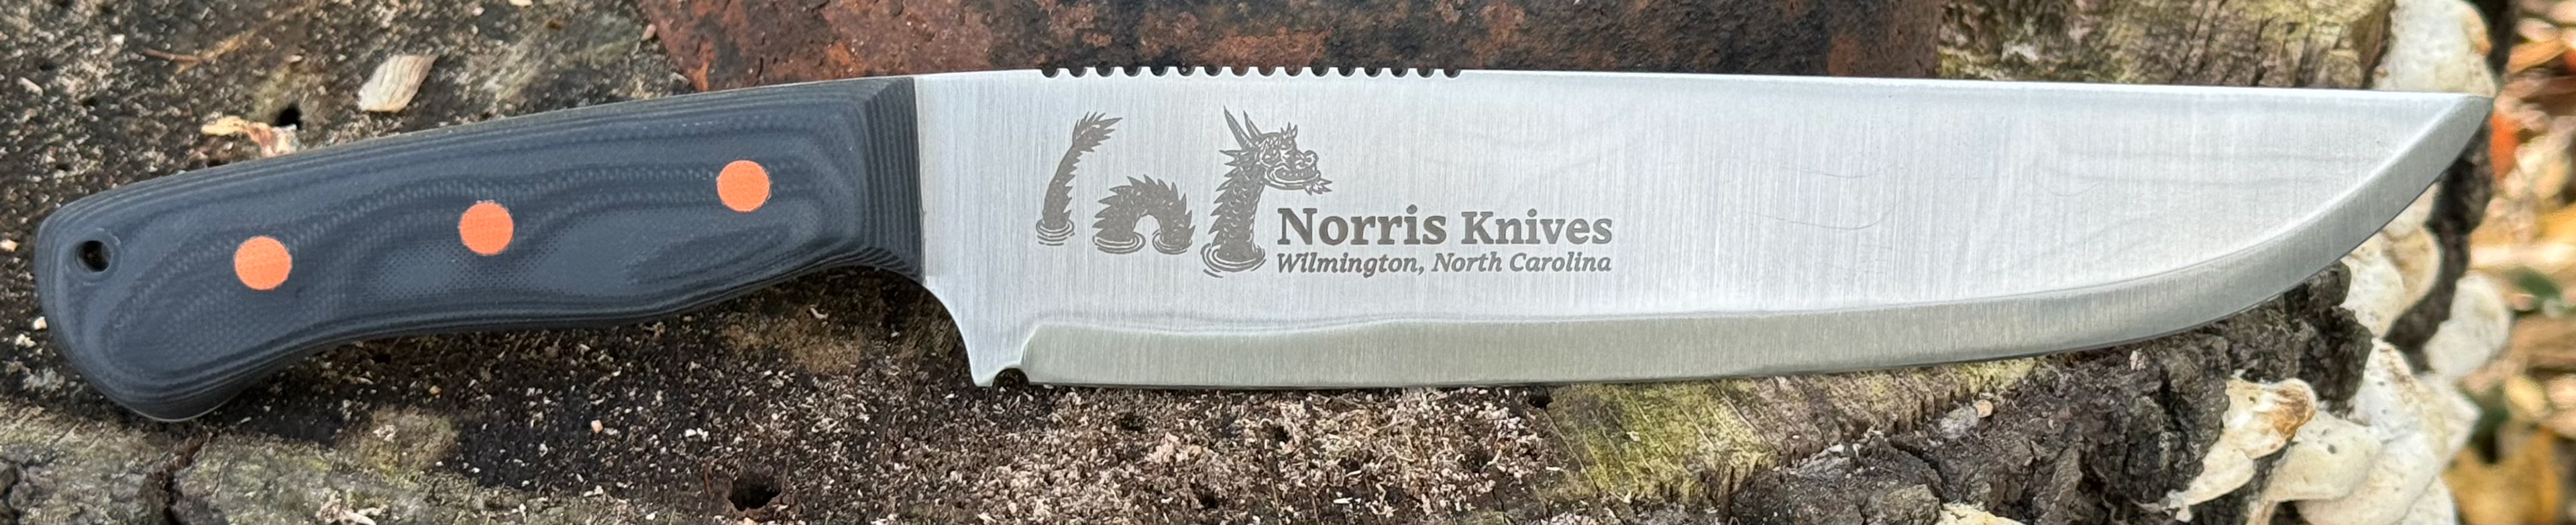 Norris Knives
Wilmington, North Carolina